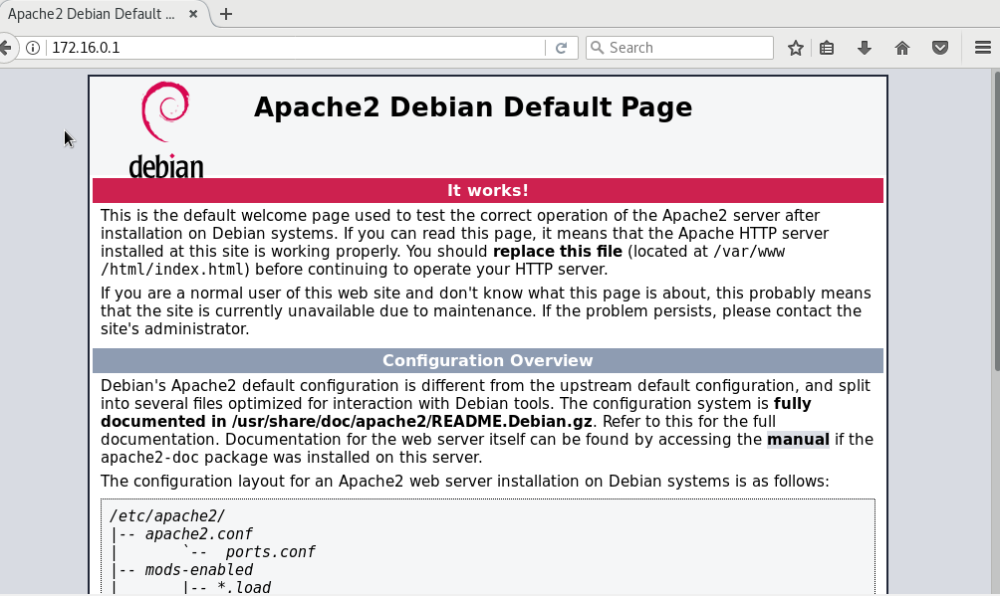 Apache2 Debian Default ...
172.16.0.1
Search
debian
Apache2 Debian Default Page
It works!
This is the default welcome page used to test the correct operation of the Apache2 server after
installation on Debian systems. If you can read this page, it means that the Apache HTTP server
installed at this site is working properly. You should replace this file (located at /var/www
/html/index.html) before continuing to operate your HTTP server.
If you are a normal user of this web site and don't know what this page is about, this probably means
that the site is currently unavailable due to maintenance. If the problem persists, please contact the
site's administrator.
Configuration Overview
Debian's Apache2 default configuration is different from the upstream default configuration, and split
into several files optimized for interaction with Debian tools. The configuration system is fully
documented in /usr/share/doc/apache2/README.Debian.gz. Refer to this for the full
documentation. Documentation for the web server itself can be found by accessing the manual if the
apache2-doc package was installed on this server.
The configuration layout for an Apache2 web server installation on Debian systems is as follows:
/etc/apache2/
|-- apache2.conf
|       `--  ports.conf
|-- mods-enabled
|       |-- *.load